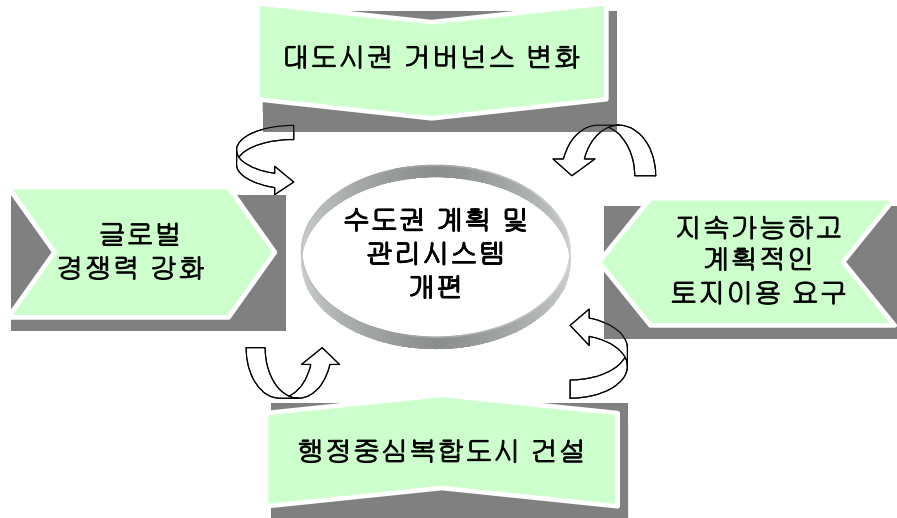 대도시권 거버넌스 변화
글로벌
경쟁력 강화
수도권 계획 및
관리시스템
개편
지속가능하고
계획적인
토지이용 요구
행정중심복합도시 건설